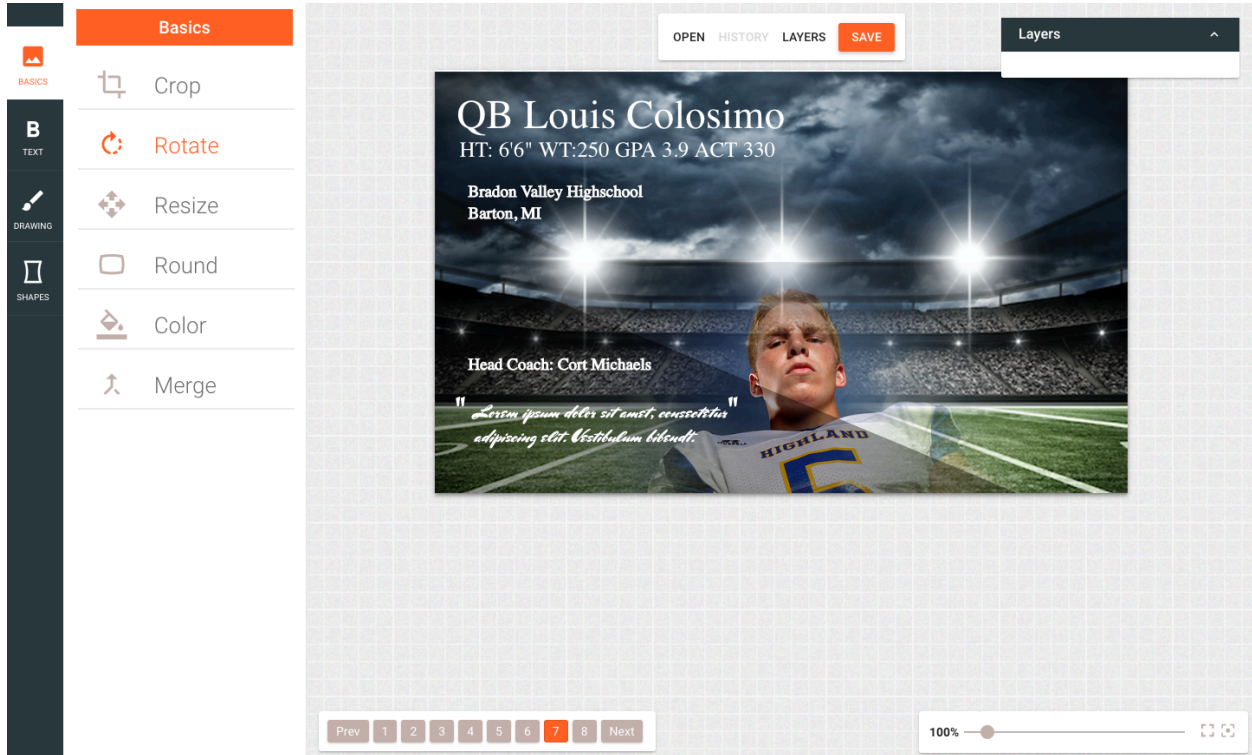 Basics
OPEN HISTORY LAYERS SAVE
Layers
BASICS
Crop
B
TEXT
Rotate
Resize
DRAWING
Round
SHAPES
Color
Merge
QB Louis Colosimo
HT: 6'6" WT:250 GPA 3.9 ACT 330
Bradon Valley Highschool
Barton, MI
Head Coach: Cort Michaels
" Lorem ipsum dolor sit amet, consectetur"
adipiscing elit. Vestibulum bibendt.
HIGHLAND
5
Prev 1 2 3 4 5 6 7 8 Next
100%